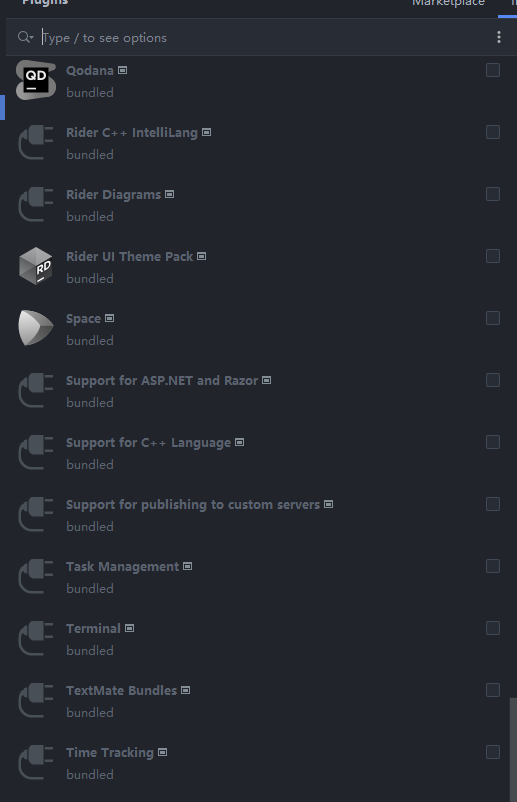 Plugins
Marketplace
Type / to see options
QD
Qodana
bundled
Rider C++ IntelliLang
bundled
Rider Diagrams
bundled
RD
Rider UI Theme Pack
bundled
Space
bundled
Support for ASP.NET and Razor
bundled
Support for C++ Language
bundled
Support for publishing to custom servers
bundled
Task Management
bundled
Terminal
bundled
TextMate Bundles
bundled
Time Tracking
bundled